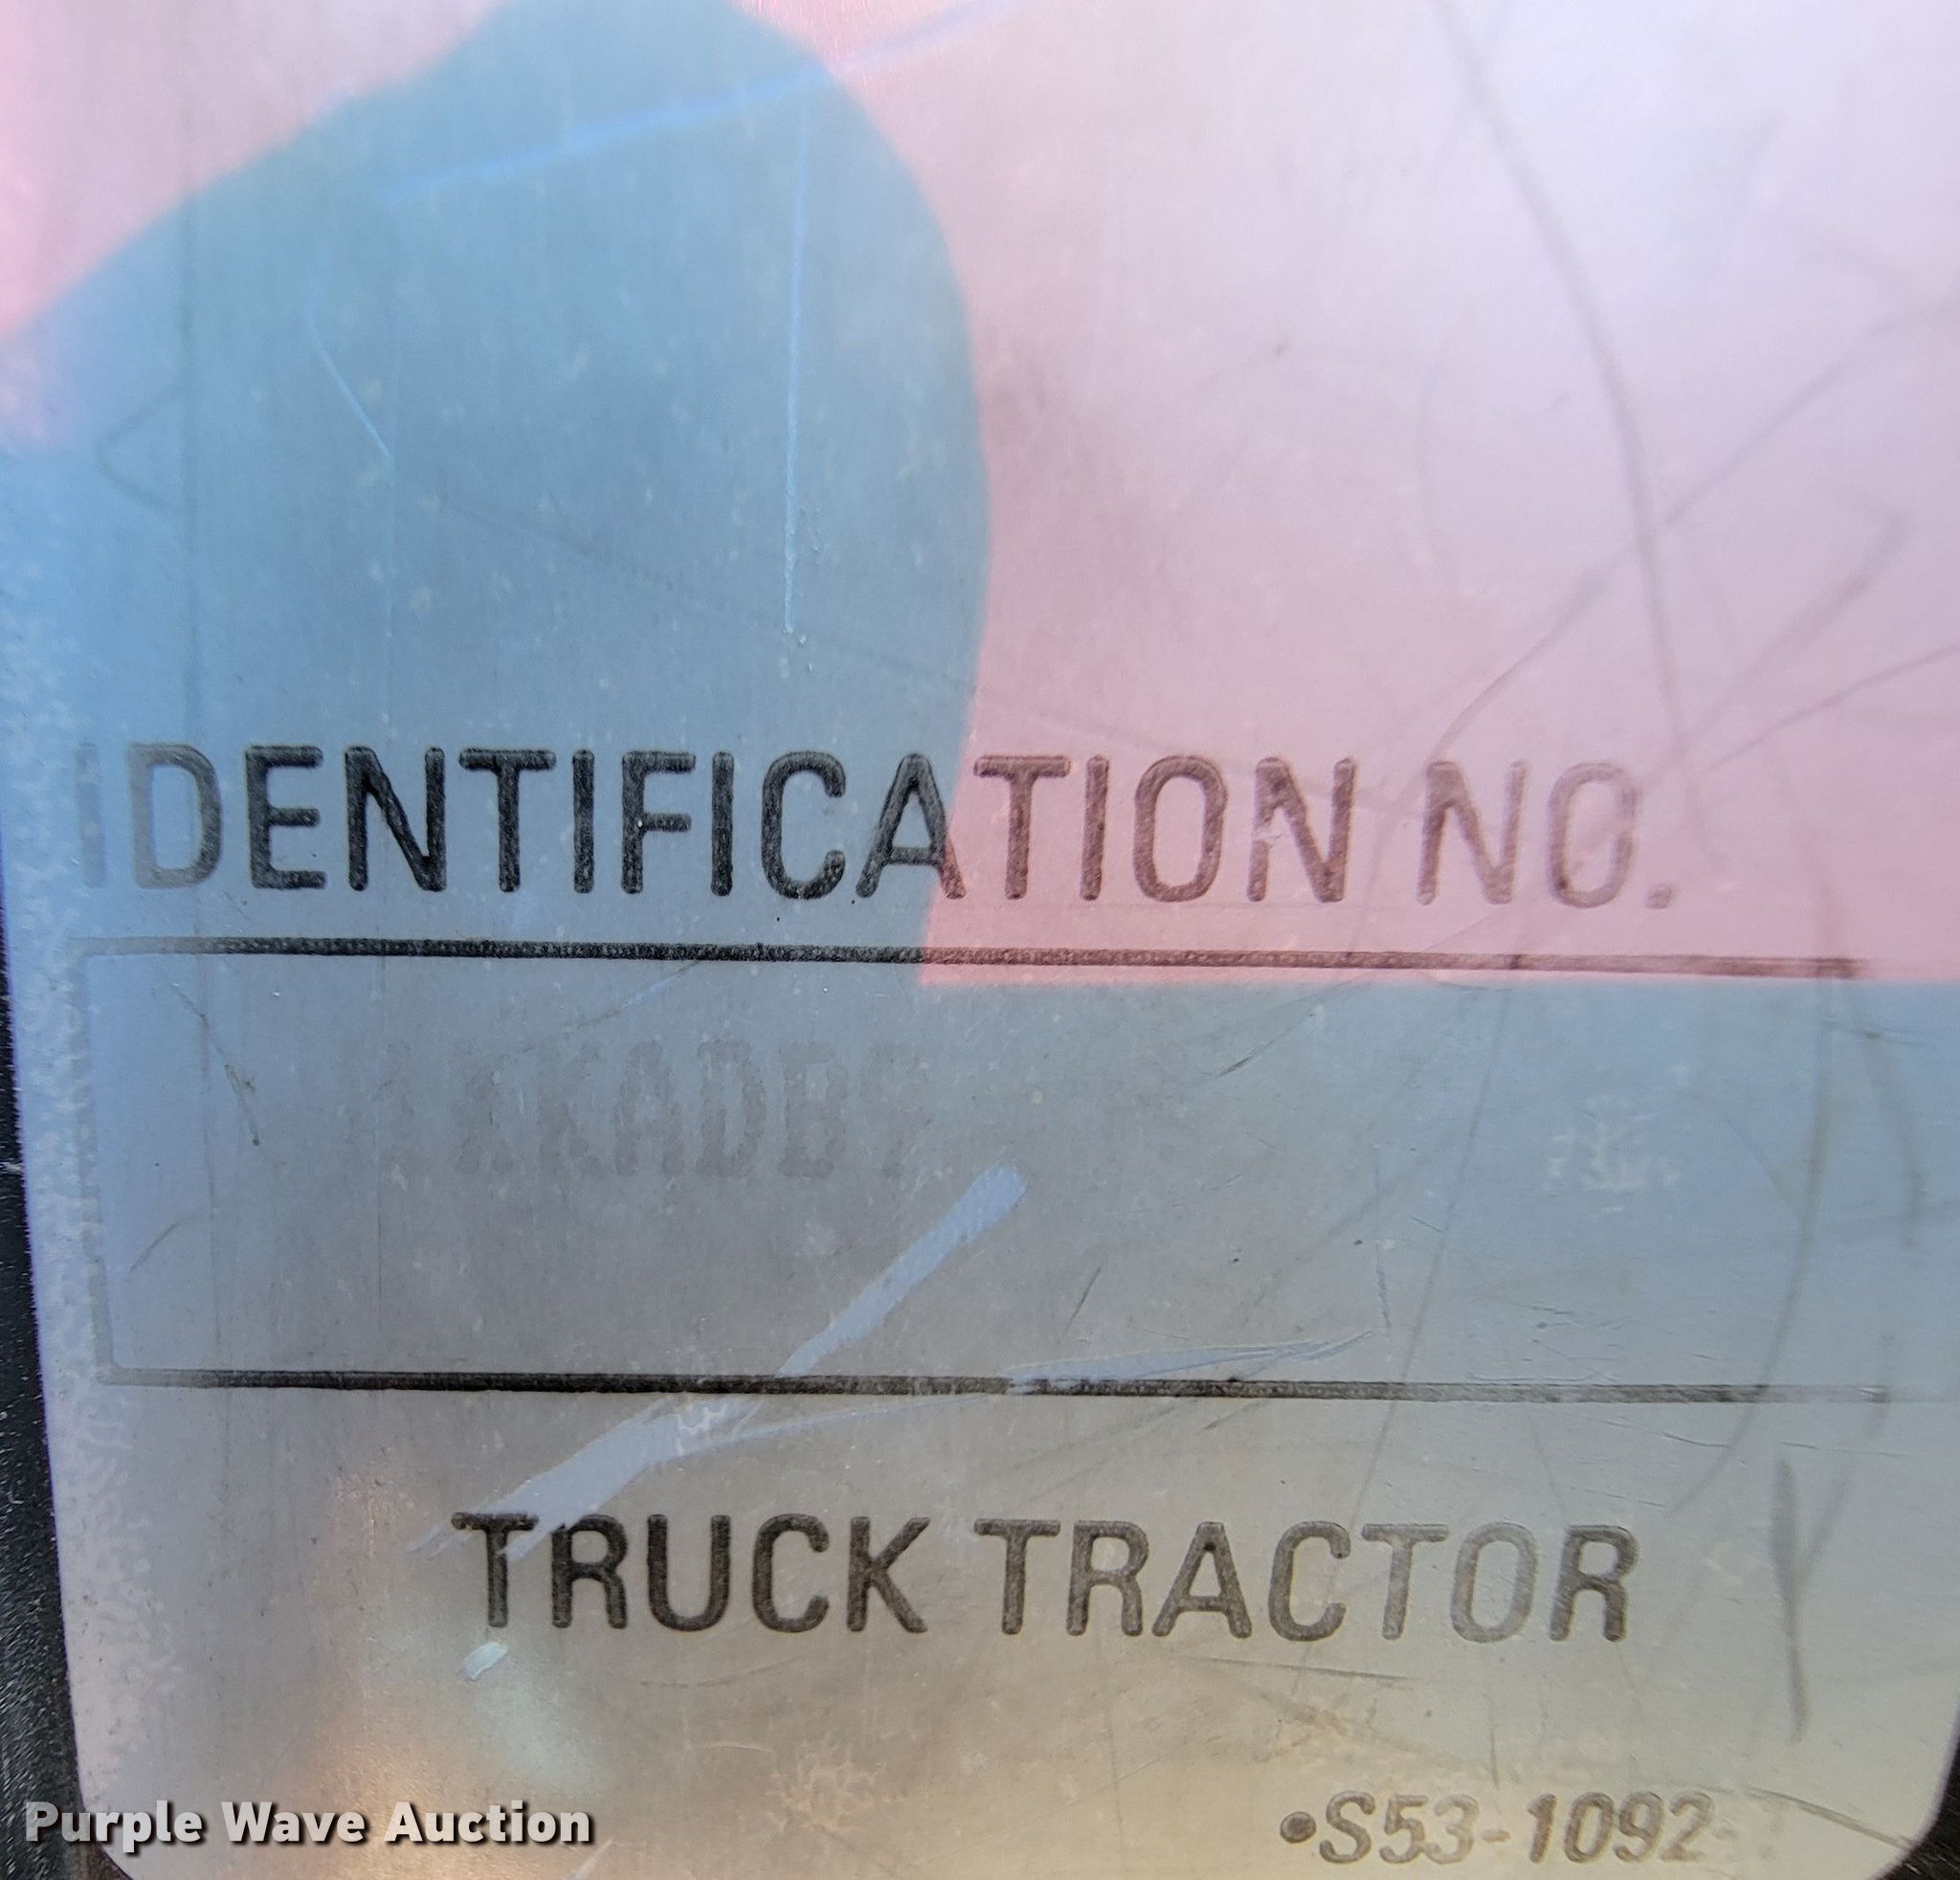 IDENTIFICATION NO.
TRUCK TRACTOR
•S53-1092
Purple Wave Auction